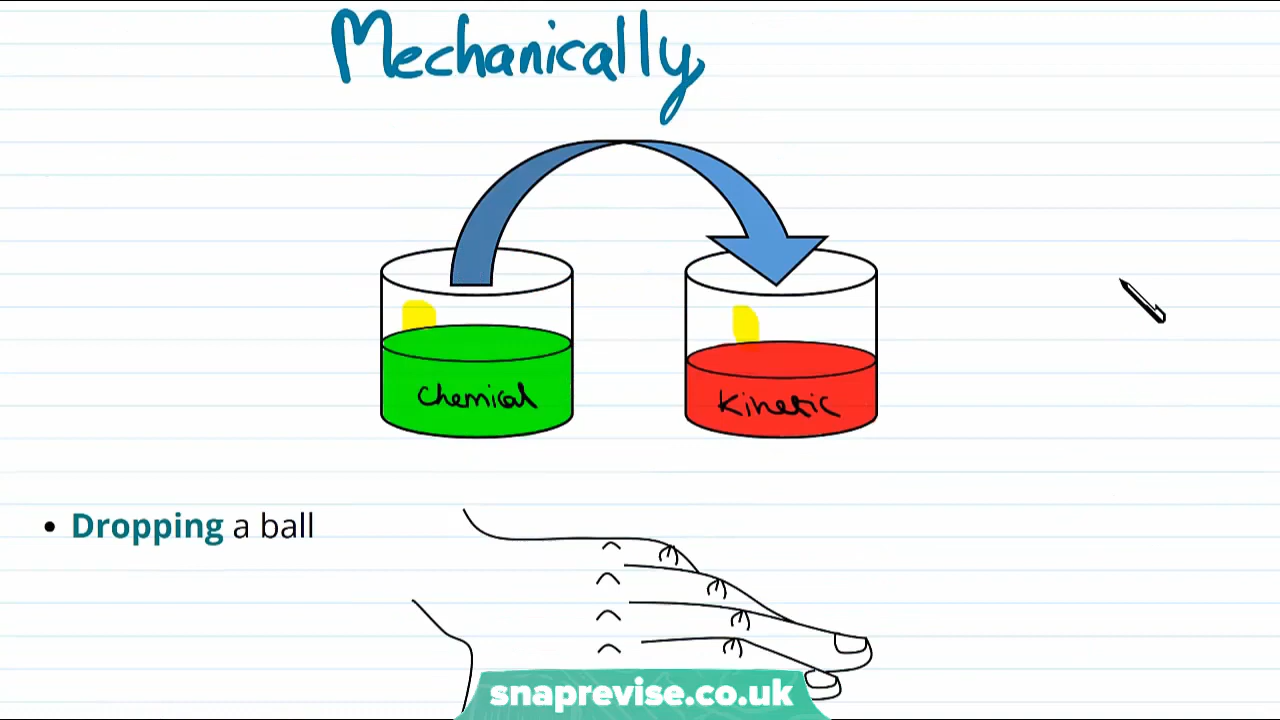 Mechanically
Chemical
Kinetic
• Dropping a ball
snaprevise.co.uk